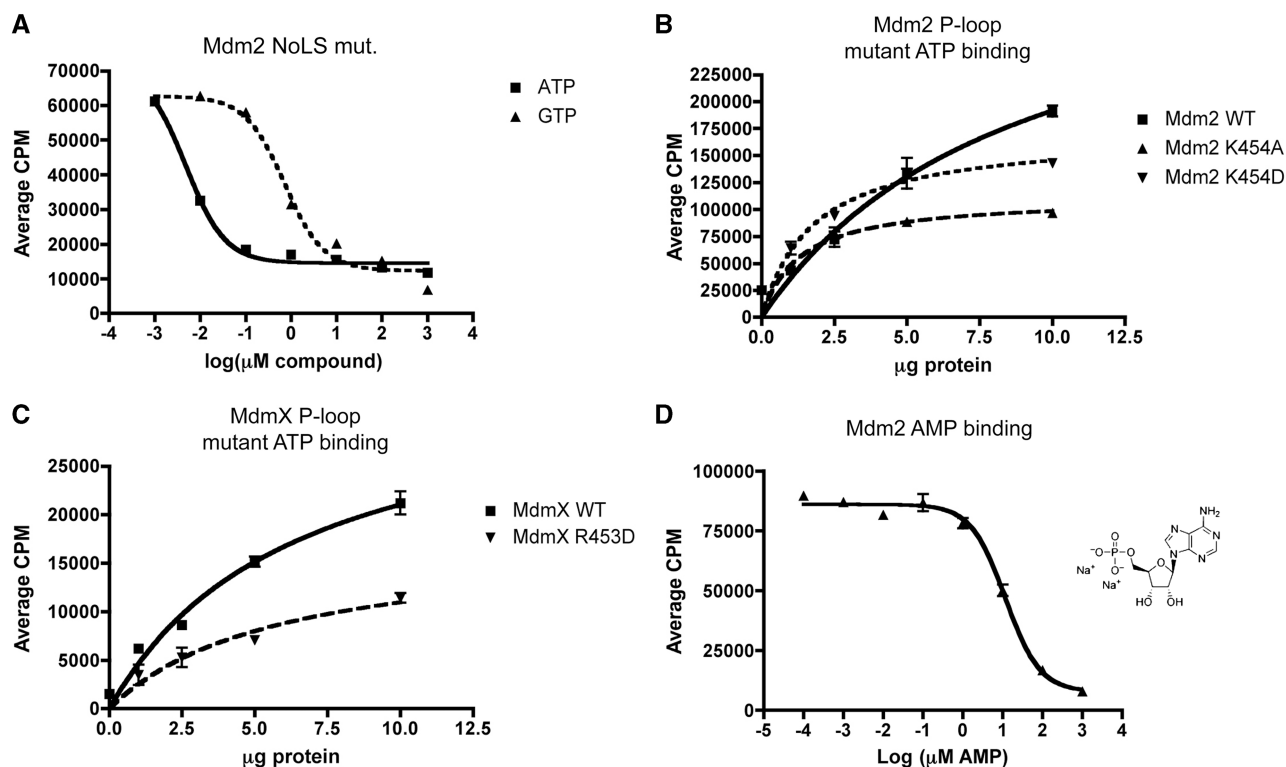 A
Mdm2 NoLS mut.
70000
60000
50000
40000
30000
20000
10000
0
Average CPM
-4 -3 -2 -1 0 1 2 3 4
log(μM compound)
ATP
GTP
B
Mdm2 P-loop
mutant ATP binding
225000
200000
175000
150000
125000
100000
75000
50000
25000
0
Average CPM
0.0 2.5 5.0 7.5 10.0 12.5
μg protein
Mdm2 WT
Mdm2 K454A
Mdm2 K454D
C
MdmX P-loop
mutant ATP binding
25000
20000
15000
10000
5000
0
Average CPM
0.0 2.5 5.0 7.5 10.0 12.5
μg protein
MdmX WT
MdmX R453D
D
Mdm2 AMP binding
100000
75000
50000
25000
0
Average CPM
-5 -4 -3 -2 -1 0 1 2 3 4
Log (μM AMP)
NH₂
N N
O
⁻O P O O N N
O⁻
Na⁺
Na⁺
HO OH